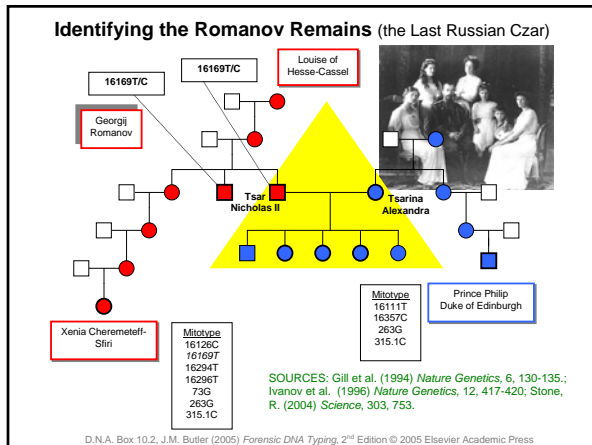 Identifying the Romanov Remains (the Last Russian Czar)
16169T/C
16169T/C
Louise of
Hesse-Cassel
Georgij
Romanov
Tsar
Nicholas II
Tsarina
Alexandra
Xenia Cheremeteff-
Sfiri
Mitotype
16126C
16169T
16294T
16296T
73G
263G
315.1C
Mitotype
16111T
16357C
263G
315.1C
Prince Philip
Duke of Edinburgh
SOURCES: Gill et al. (1994) Nature Genetics, 6, 130-135.;
Ivanov et al. (1996) Nature Genetics, 12, 417-420; Stone,
R. (2004) Science, 303, 753.
D.N.A. Box 10.2, J.M. Butler (2005) Forensic DNA Typing, 2nd Edition © 2005 Elsevier Academic Press